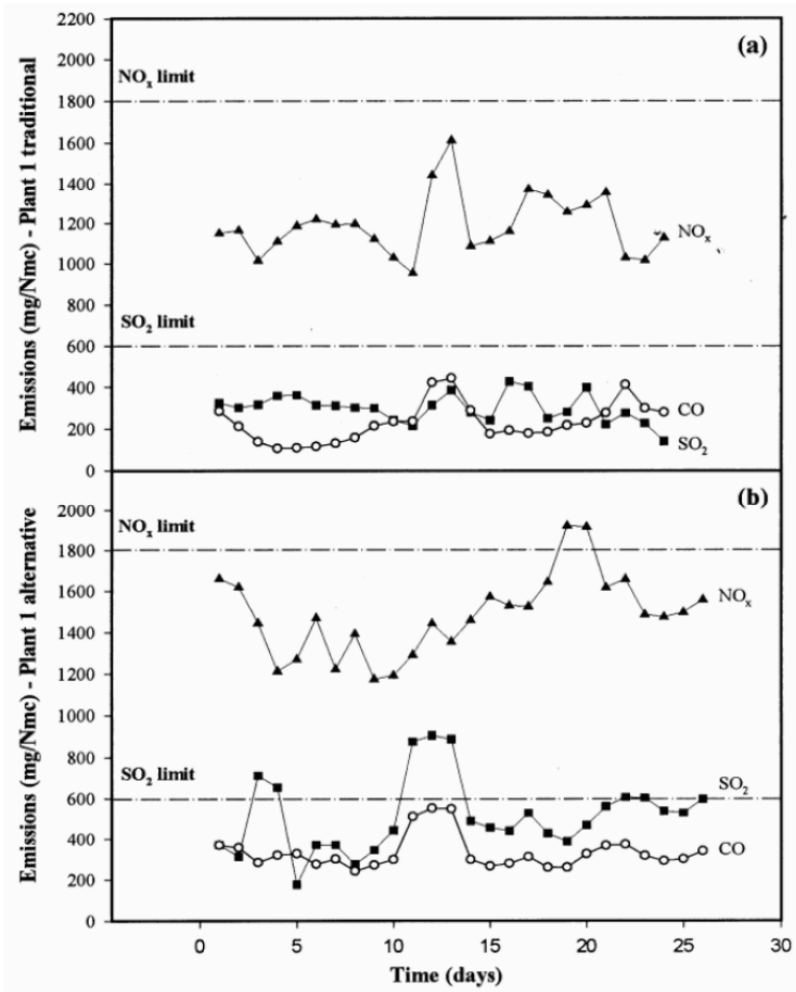 Emissions (mg/Nmc) - Plant 1 traditional
2200
2000
1800
1600
1400
1200
1000
800
600
400
200
0
(a)
NOx limit
NOx
SO2 limit
CO
SO2
Emissions (mg/Nmc) - Plant 1 alternative
2000
1800
1600
1400
1200
1000
800
600
400
200
0
(b)
NOx limit
NOx
SO2 limit
SO2
CO
0 5 10 15 20 25 30
Time (days)